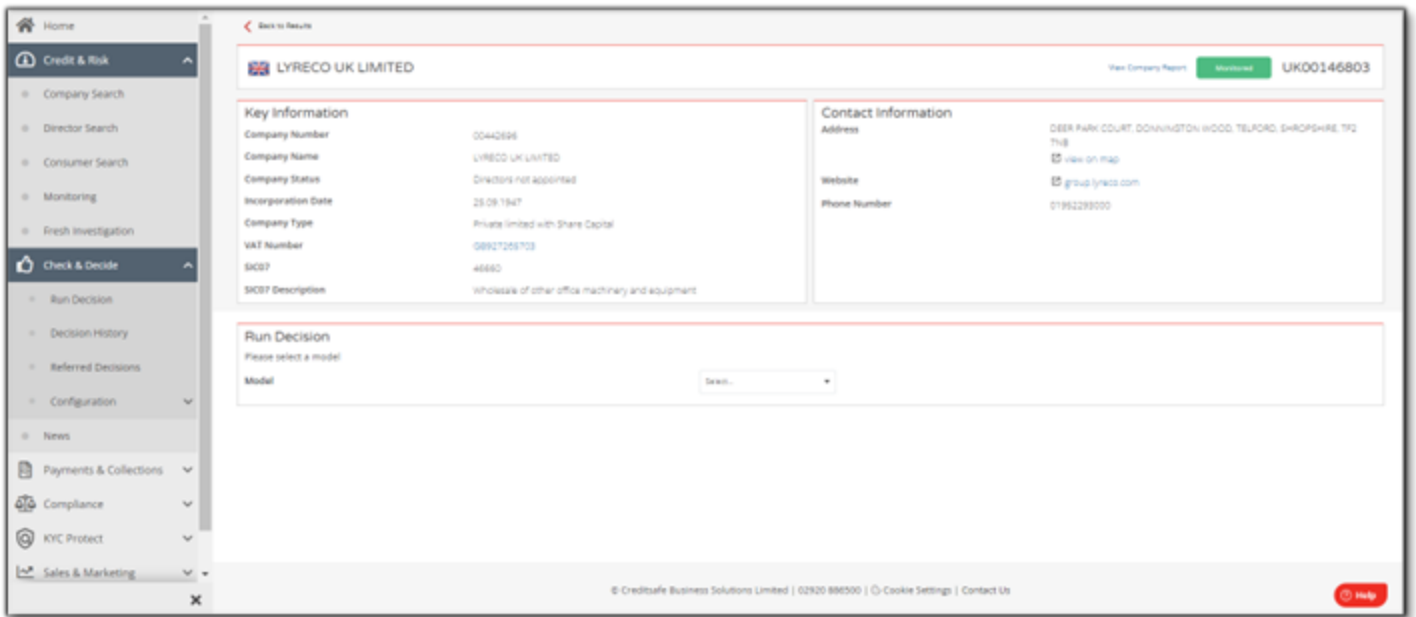 Home
Credit & Risk
Company Search
Director Search
Consumer Search
Monitoring
Fresh Investigation
Check & Decide
Run Decision
Decision History
Referred Decisions
Configuration
News
Payments & Collections
Compliance
KYC Protect
Sales & Marketing
Back to Results
LYRECO UK LIMITED
View Company Report
Monitored
UK00146803
Key Information
Company Number 00442696
Company Name LYRECO UK LIMITED
Company Status Directors not appointed
Incorporation Date 25.09.1947
Company Type Private limited with Share Capital
VAT Number GB927265703
SIC07 46660
SIC07 Description Wholesale of other office machinery and equipment
Contact Information
Address DEER PARK COURT, DONNINGTON WOOD, TELFORD, SHROPSHIRE, TF2
7NB
view on map
Website group.lyreco.com
Phone Number 01952293000
Run Decision
Please select a model
Model Select...
© Creditsafe Business Solutions Limited | 02920 886500 | Cookie Settings | Contact Us
Help